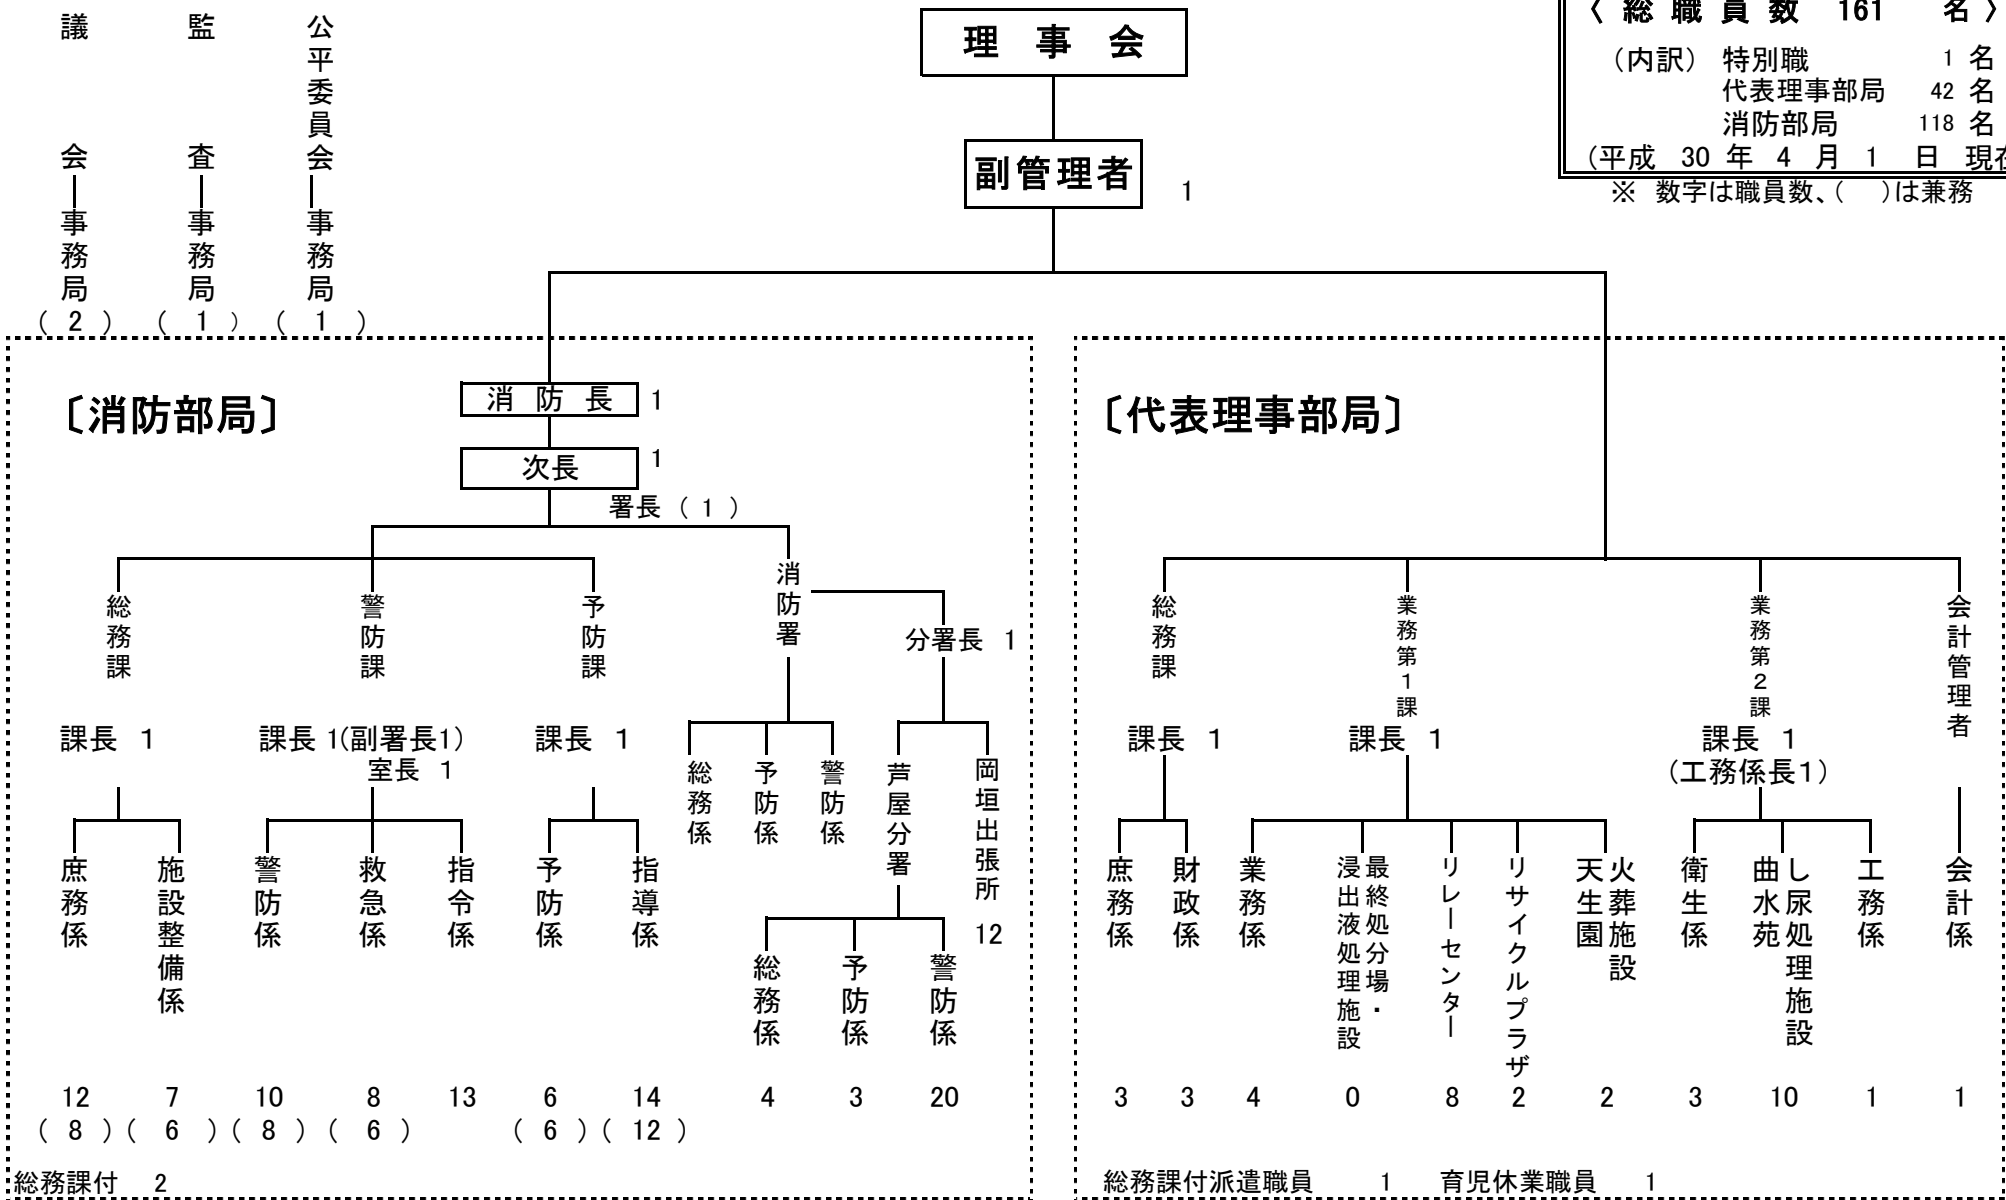 議会事務局
( 2 )
監査事務局
( 1 )
公平委員会事務局
( 1 )
理事会
副管理者 1
〈 総職員数 161 名 〉
(内訳) 特別職 1 名
代表理事部局 42 名
消防部局 118 名
(平成 30 年 4 月 1 日 現在
※ 数字は職員数、( )は兼務
〔消防部局〕
消防長 1
次長 1
署長 ( 1 )
総務課
課長 1
警防課
課長 1(副署長1)
室長 1
予防課
課長 1
消防署
分署長 1
庶務係
12
( 8 )
施設整備係
7
( 6 )
警防係
10
( 8 )
救急係
8
( 6 )
指令係
13
予防係
6
( 6 )
指導係
14
( 12 )
総務係
予防係
警防係
芦屋分署
岡垣出張所
12
総務係
4
予防係
3
警防係
20
総務課付 2
〔代表理事部局〕
総務課
課長 1
業務第1課
課長 1
業務第2課
課長 1
(工務係長1)
会計管理者
庶務係
3
財政係
3
業務係
4
最終処分場・
浸出液処理施設
0
リレーセンター
8
リサイクルプラザ
2
火葬施設
天生園
2
衛生係
3
し尿処理施設
曲水苑
10
工務係
1
会計係
1
総務課付派遣職員 1 育児休業職員 1